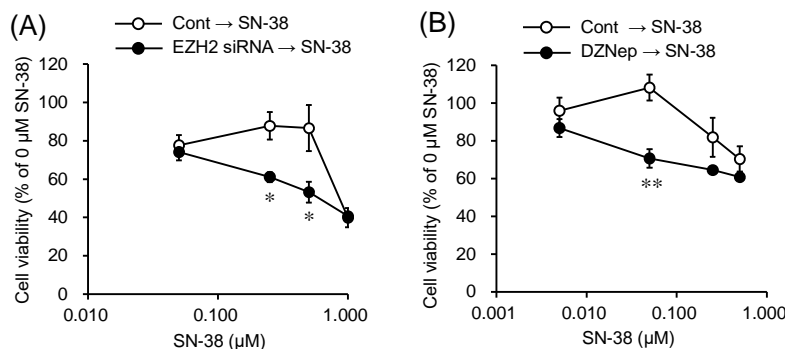 (A)
Cont → SN-38
EZH2 siRNA → SN-38
Cell viability (% of 0 µM SN-38)
120
100
80
60
40
20
0
*
*
0.010
0.100
1.000
SN-38 (µM)
(B)
Cont → SN-38
DZNep → SN-38
Cell viability (% of 0 µM SN-38)
120
100
80
60
40
20
0
**
0.001
0.010
0.100
1.000
SN-38 (µM)